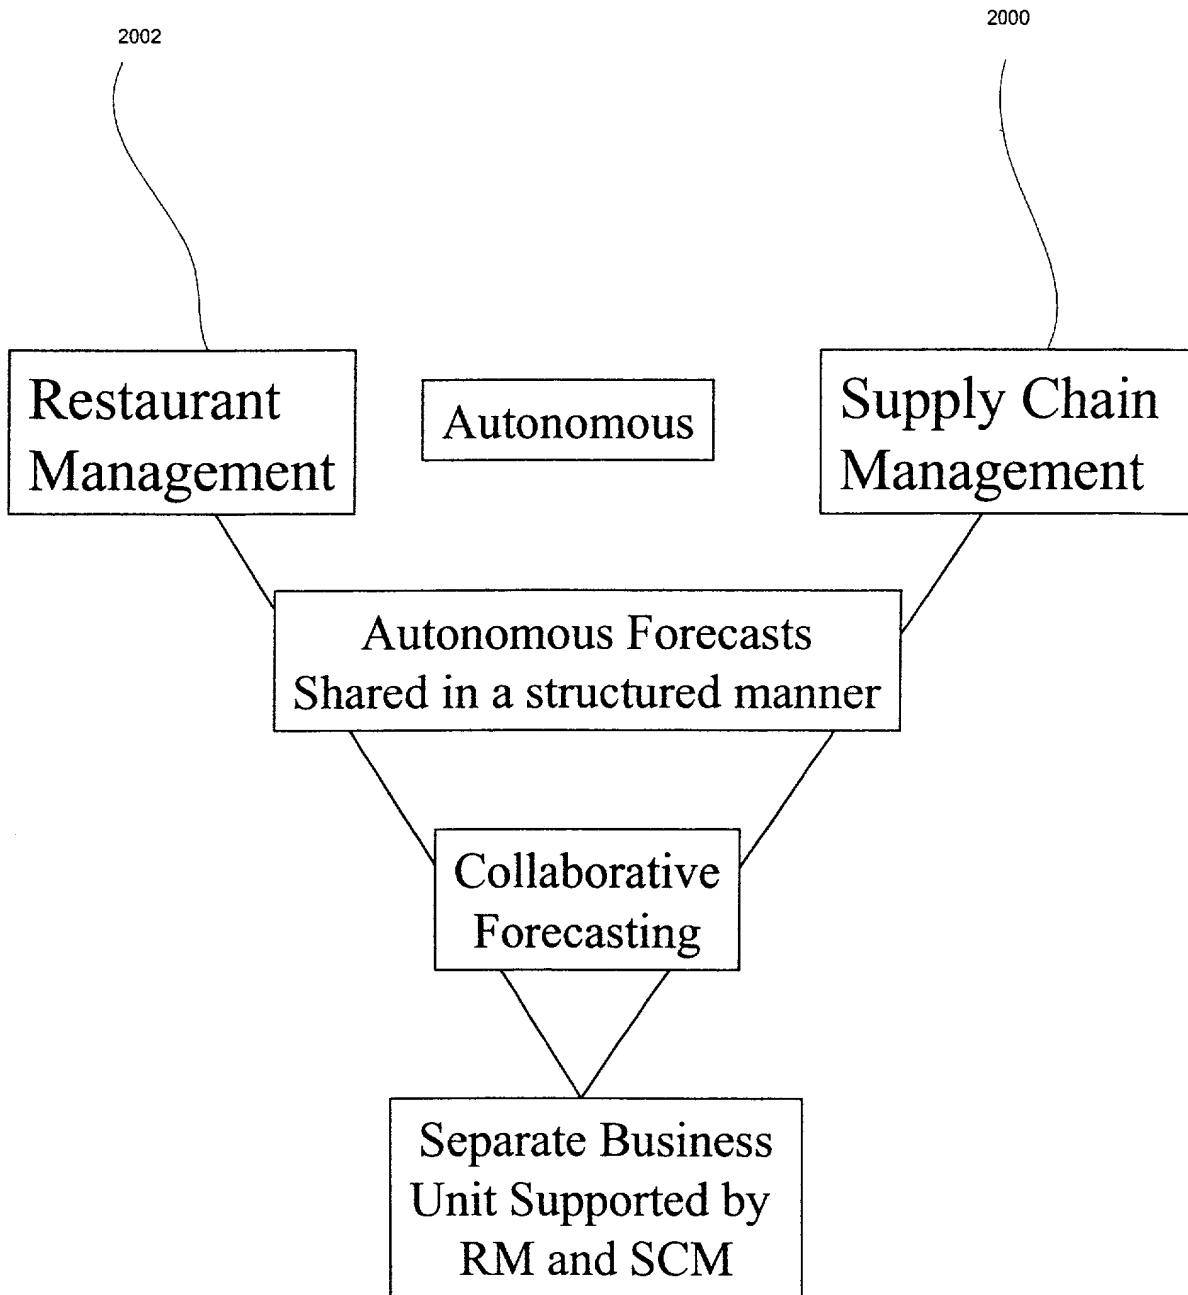 2002
2000
Restaurant
Management
Autonomous
Supply Chain
Management
Autonomous Forecasts
Shared in a structured manner
Collaborative
Forecasting
Separate Business
Unit Supported by
RM and SCM